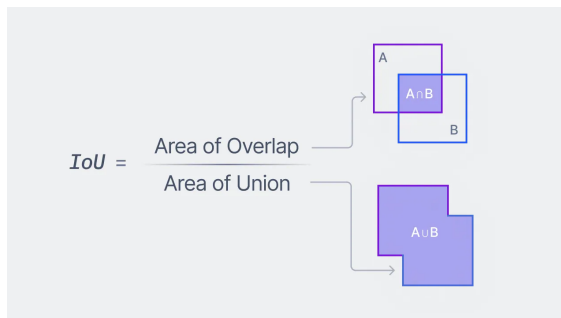 A
A∩B
B
IoU =
Area of Overlap
Area of Union
A∪B